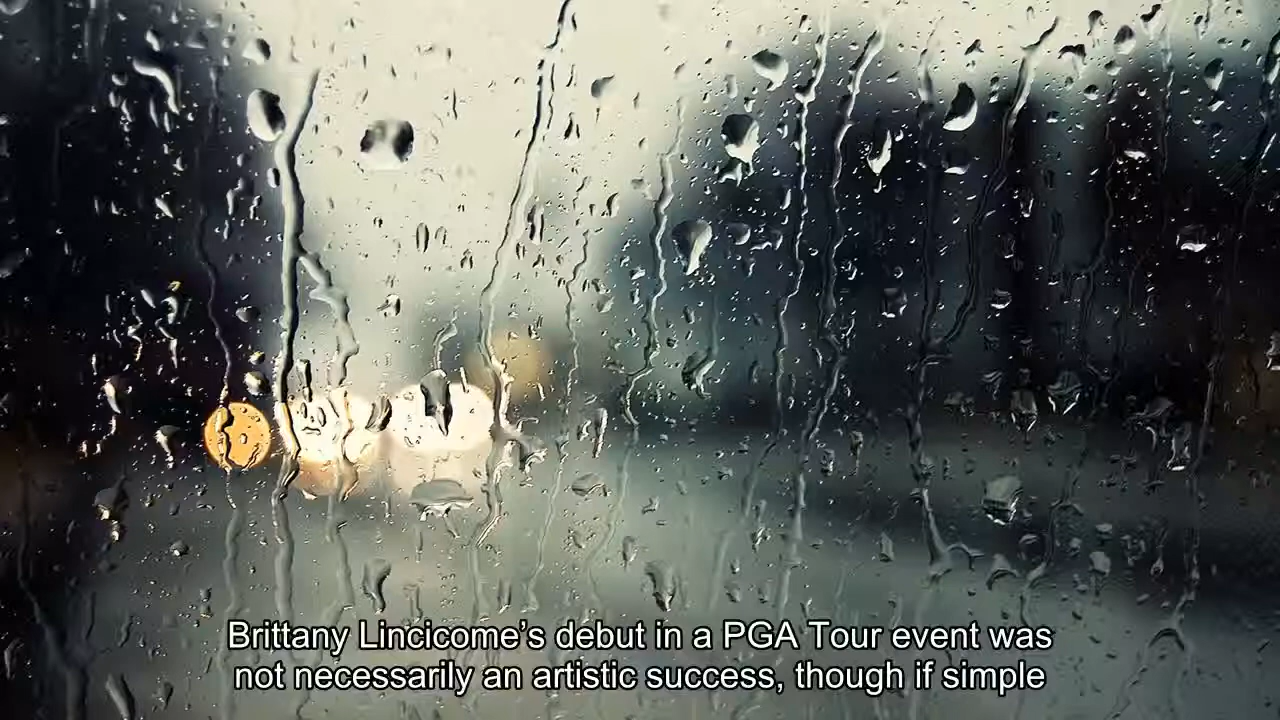 Brittany Lincicome’s debut in a PGA Tour event was
not necessarily an artistic success, though if simple